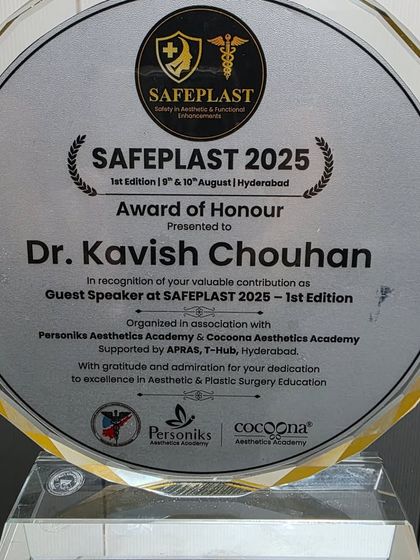 SAFEPLAST
Safety in Aesthetic & Functional
Enhancements
SAFEPLAST 2025
1st Edition | 9th & 10th August | Hyderabad
Award of Honour
Presented to
Dr. Kavish Chouhan
In recognition of your valuable contribution as
Guest Speaker at SAFEPLAST 2025 – 1st Edition
Organized in association with
Personiks Aesthetics Academy & Cocoona Aesthetics Academy
Supported by APRAS, T-Hub, Hyderabad.
With gratitude and admiration for your dedication
to excellence in Aesthetic & Plastic Surgery Education
Personiks
Aesthetics Academy
cocoona®
Aesthetics Academy